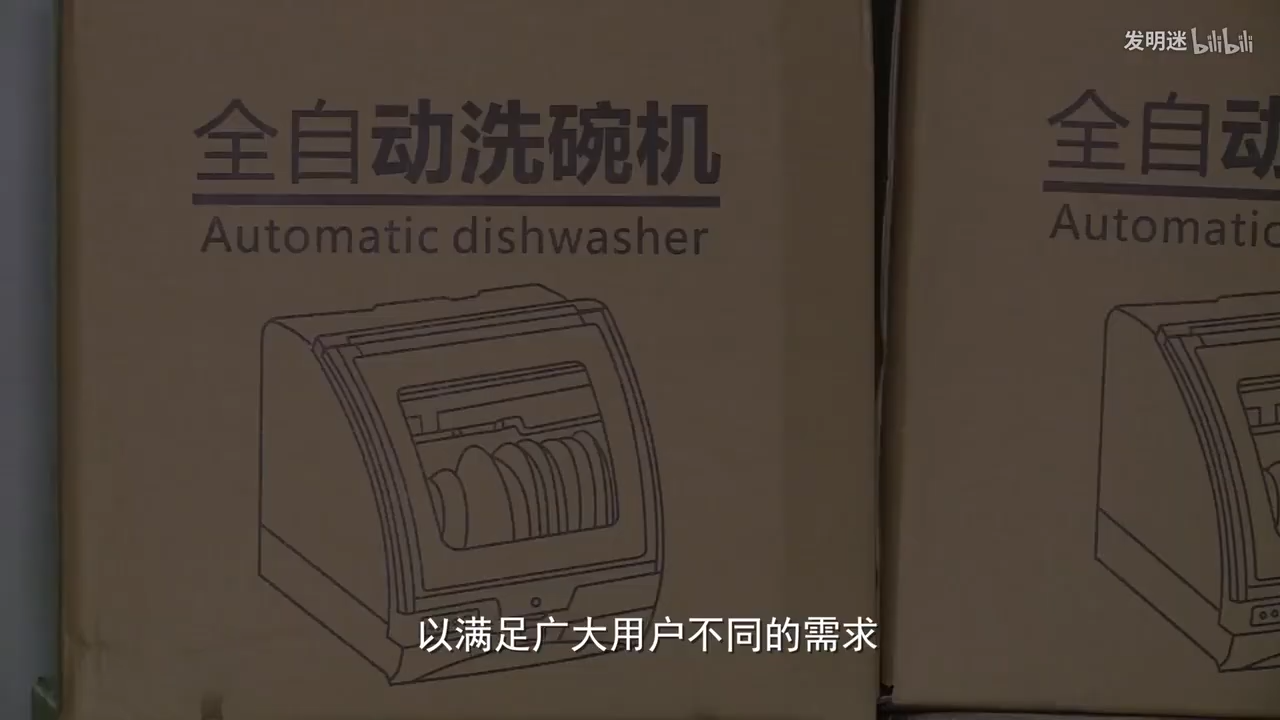 发明迷 bilibili
全自动洗碗机
Automatic dishwasher
全自动
Automatic
以满足广大用户不同的需求